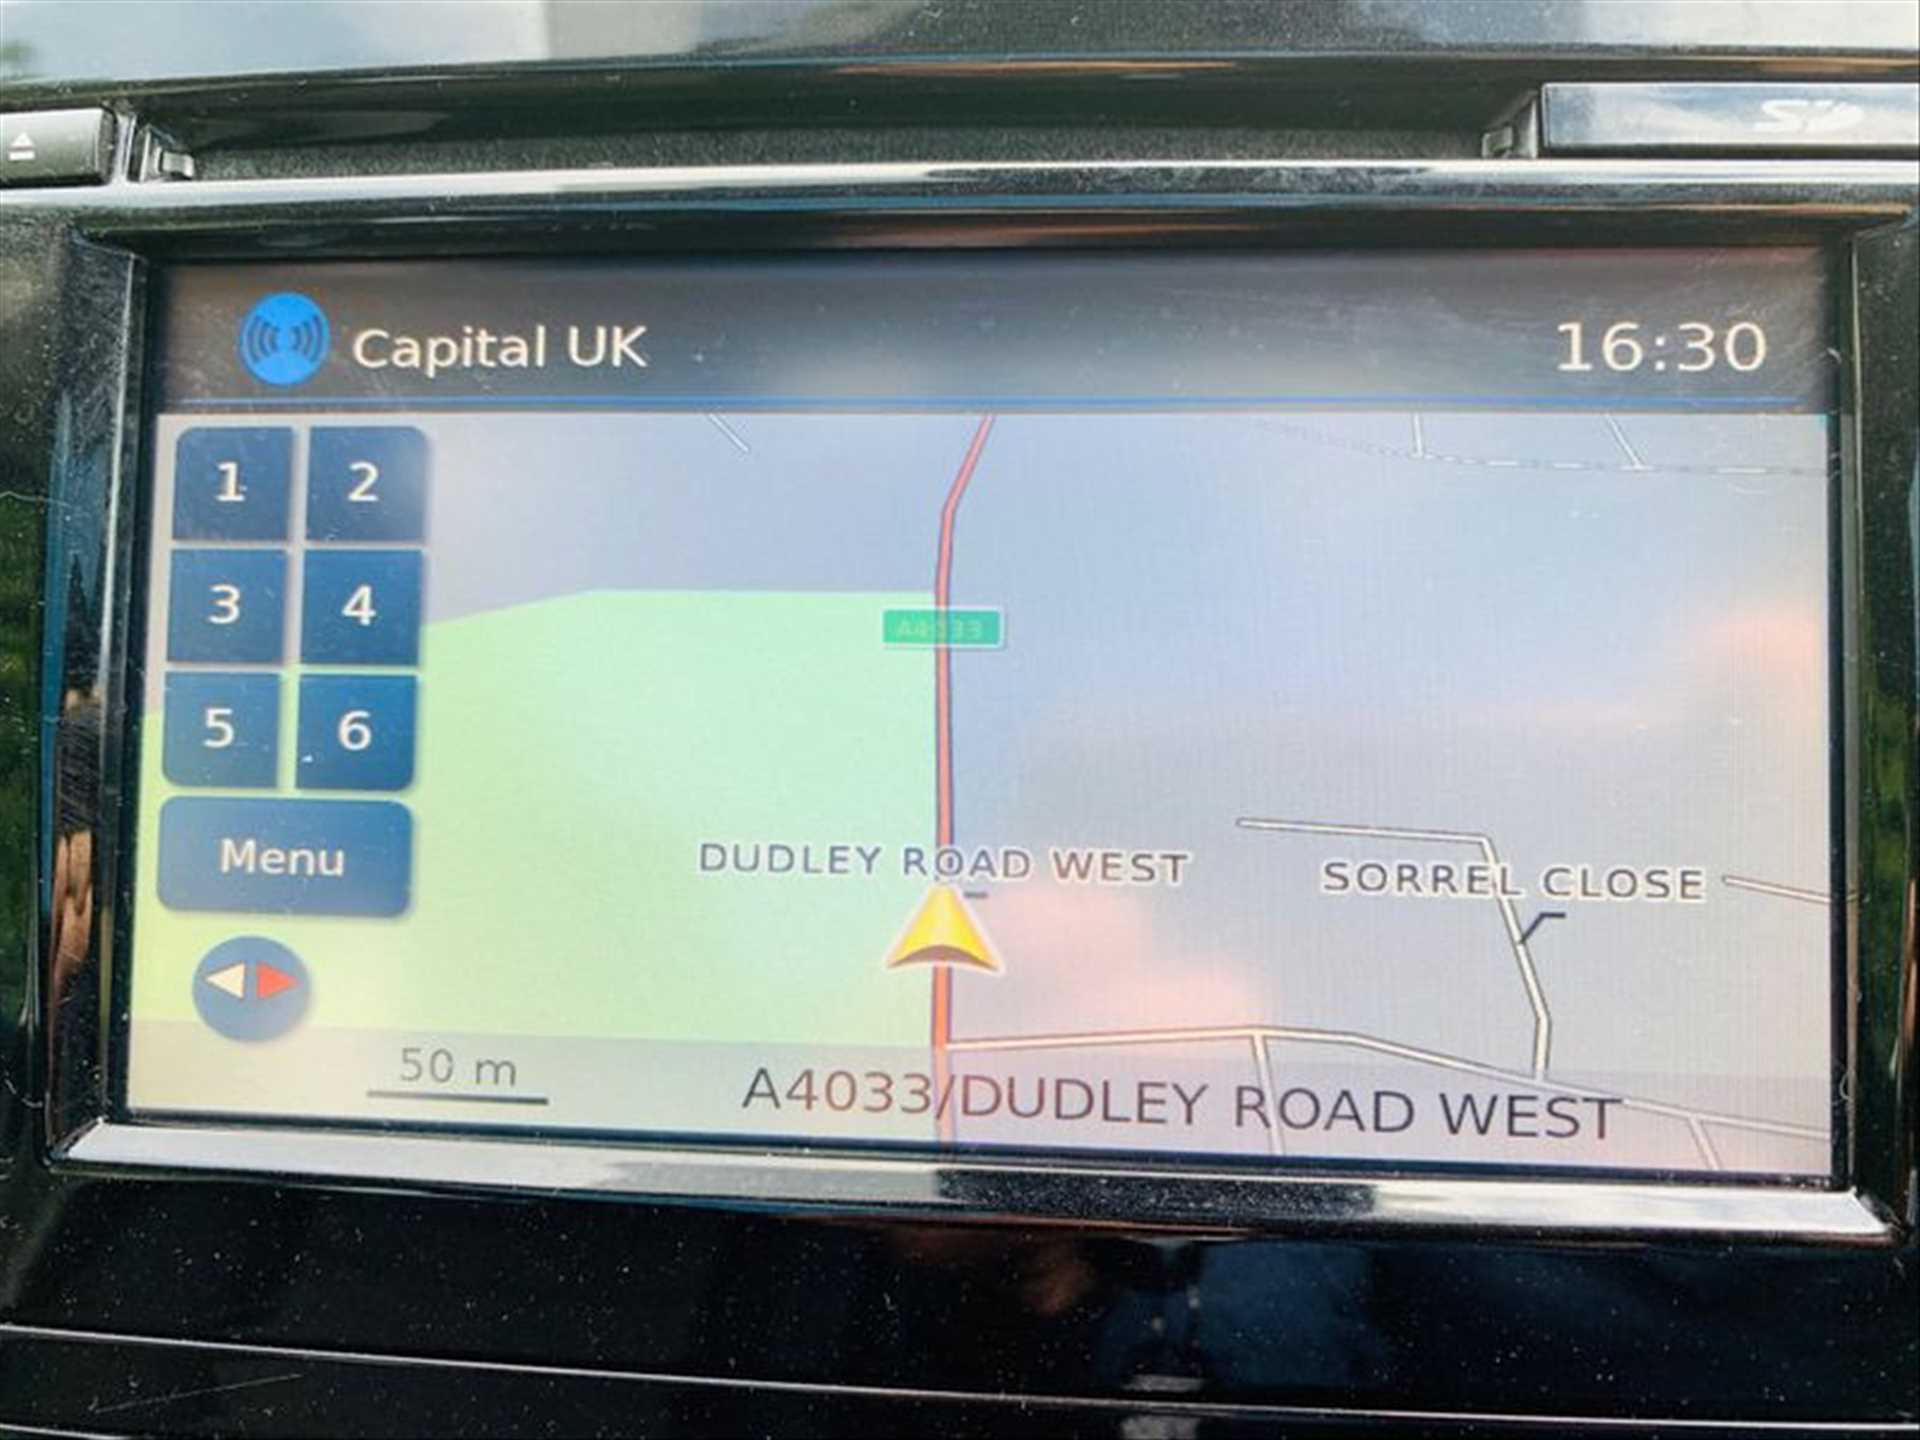 SD
Capital UK
16:30
1 2
3 4
A4033
5 6
Menu
DUDLEY ROAD WEST
SORREL CLOSE
50 m
A4033/DUDLEY ROAD WEST